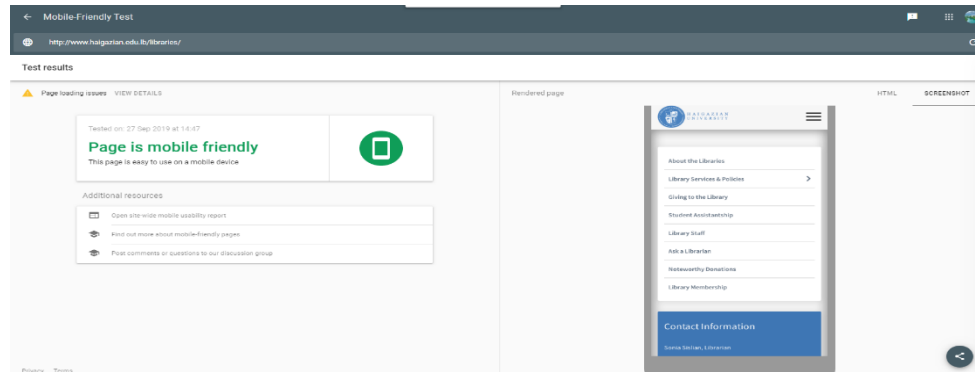 Mobile-Friendly Test
http://www.haigazian.edu.lb/libraries/
Test results
Page loading issues VIEW DETAILS
Tested on: 27 Sep 2019 at 14:47
Page is mobile friendly
This page is easy to use on a mobile device
Additional resources
Open site-wide mobile usability report
Find out more about mobile-friendly pages
Post comments or questions to our discussion group
Privacy Terms
Rendered page HTML SCREENSHOT
HAIGAZIAN
UNIVERSITY
About the Libraries
Library Services & Policies
Giving to the Library
Student Assistantship
Library Staff
Ask a Librarian
Noteworthy Donations
Library Membership
Contact Information
Librarian